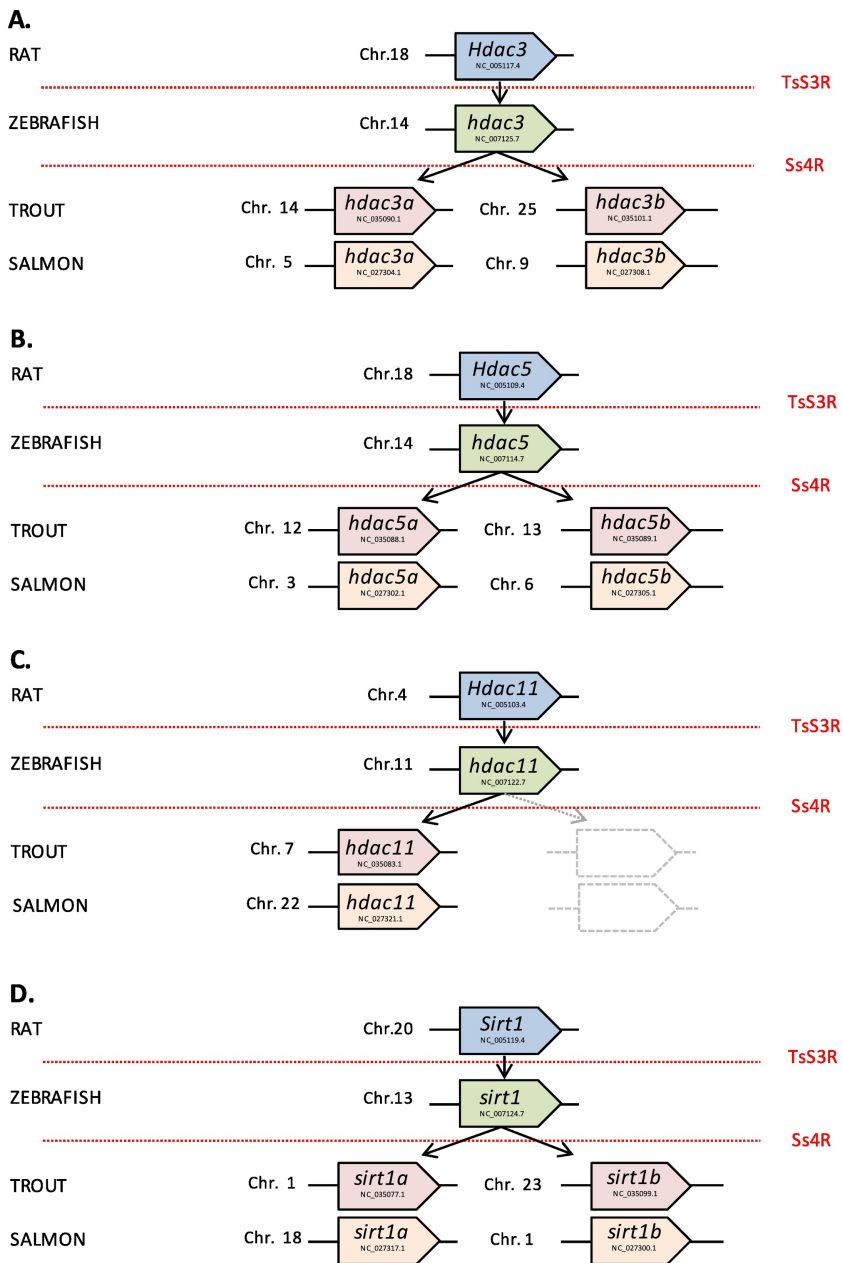 A.
RAT Chr.18 Hdac3
NC_005117.4
TsS3R
ZEBRAFISH Chr.14 hdac3
NC_007125.7
Ss4R
TROUT Chr. 14 hdac3a Chr. 25 hdac3b
NC_035090.1 NC_035101.1
SALMON Chr. 5 hdac3a Chr. 9 hdac3b
NC_027304.1 NC_027308.1
B.
RAT Chr.18 Hdac5
NC_005109.4
TsS3R
ZEBRAFISH Chr.14 hdac5
NC_007114.7
Ss4R
TROUT Chr. 12 hdac5a Chr. 13 hdac5b
NC_035088.1 NC_035089.1
SALMON Chr. 3 hdac5a Chr. 6 hdac5b
NC_027302.1 NC_027305.1
C.
RAT Chr.4 Hdac11
NC_005103.4
TsS3R
ZEBRAFISH Chr.11 hdac11
NC_007122.7
Ss4R
TROUT Chr. 7 hdac11
NC_035083.1
SALMON Chr. 22 hdac11
NC_027321.1
D.
RAT Chr.20 Sirt1
NC_005119.4
TsS3R
ZEBRAFISH Chr.13 sirt1
NC_007124.7
Ss4R
TROUT Chr. 1 sirt1a Chr. 23 sirt1b
NC_035077.1 NC_035099.1
SALMON Chr. 18 sirt1a Chr. 1 sirt1b
NC_027317.1 NC_027300.1